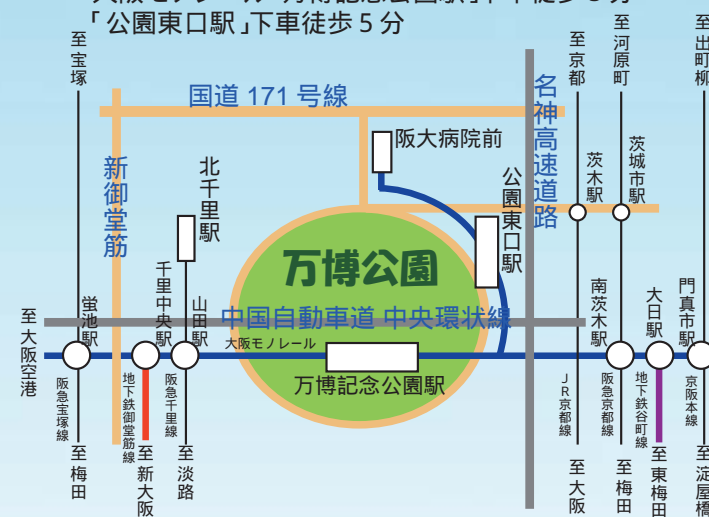 「公園東口駅」下車徒歩5分
至宝塚
至京都
至河原町
至出町柳
国道 171 号線
名神高速道路
阪大病院前
茨木駅
茨城市駅
新御堂筋
北千里駅
公園東口駅
万博公園
千里中央駅
山田駅
蛍池駅
中国自動車道 中央環状線
南茨木駅
大日駅
門真市駅
至大阪空港
大阪モノレール
万博記念公園駅
阪急宝塚線
地下鉄御堂筋線
阪急千里線
JR京都線
阪急京都線
地下鉄谷町線
京阪本線
至梅田
至新大阪
至淡路
至大阪
至梅田
至東梅田
至淀屋橋